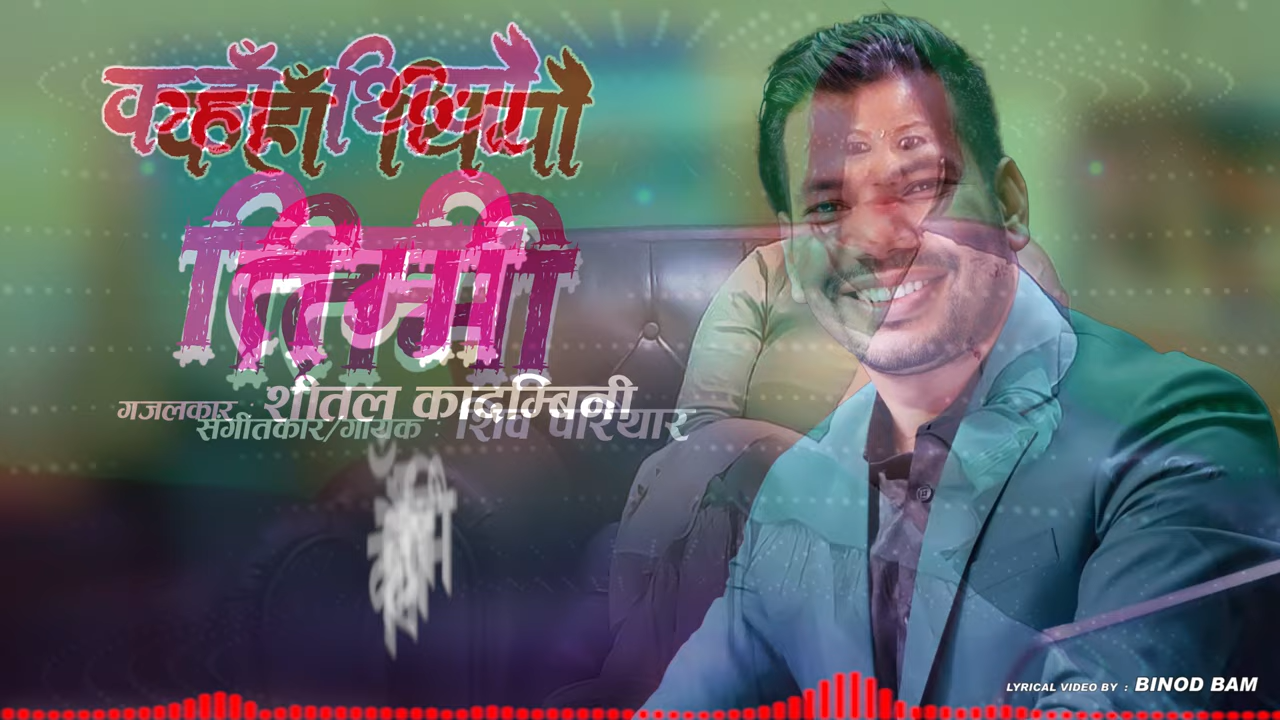 कहाँ थियौ
तिमी
गजलकार शीतल कादम्बिनी
संगीतकार/गायक : शिव परियार
LYRICAL VIDEO BY : BINOD BAM